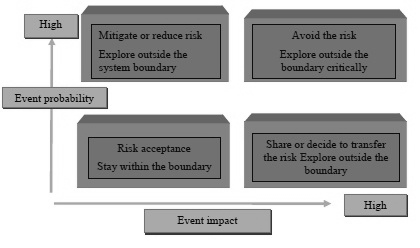 High
Mitigate or reduce risk
Explore outside the
system boundary
Avoid the risk
Explore outside the
boundary critically
Event probability
Risk acceptance
Stay within the boundary
Share or decide to transfer
the risk Explore outside the
boundary
High
Event impact